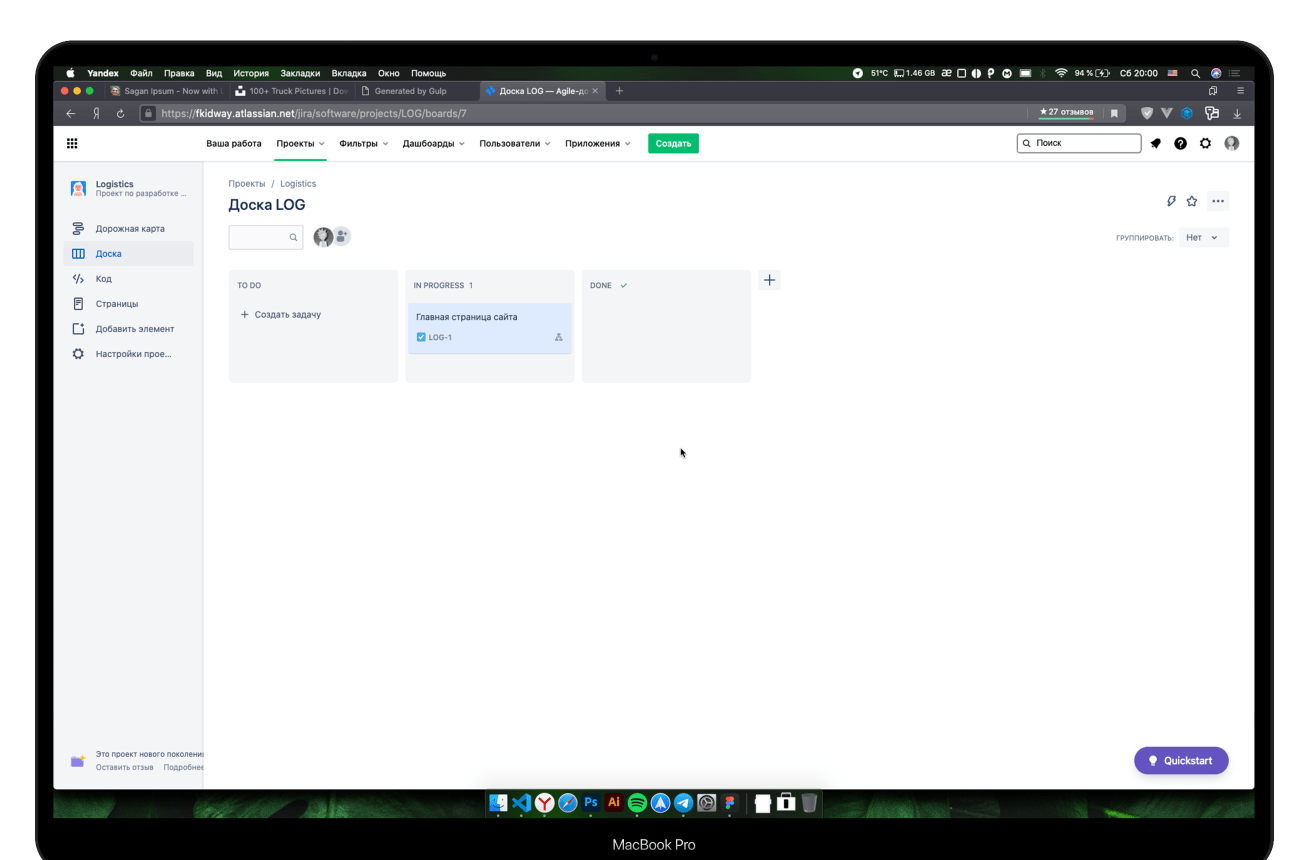 Yandex Файл Правка Вид История Закладки Вкладка Окно Помощь
51°C 1.46 GB 94 % Сб 20:00
Sagan Ipsum - Now with
100+ Truck Pictures | Dow
Generated by Gulp
Доска LOG — Agile-до
https://fkidway.atlassian.net/jira/software/projects/LOG/boards/7
★ 27 отзывов
Ваша работа Проекты Фильтры Дашбоарды Пользователи Приложения Создать
Поиск
Logistics
Проект по разработке ...
Дорожная карта
Доска
Код
Страницы
Добавить элемент
Настройки прое...
Это проект нового поколени
Оставить отзыв Подробнее
Проекты / Logistics
Доска LOG
ГРУППИРОВАТЬ: Нет
TO DO
+ Создать задачу
IN PROGRESS 1
Главная страница сайта
LOG-1
DONE
Quickstart
Ps Ai
MacBook Pro